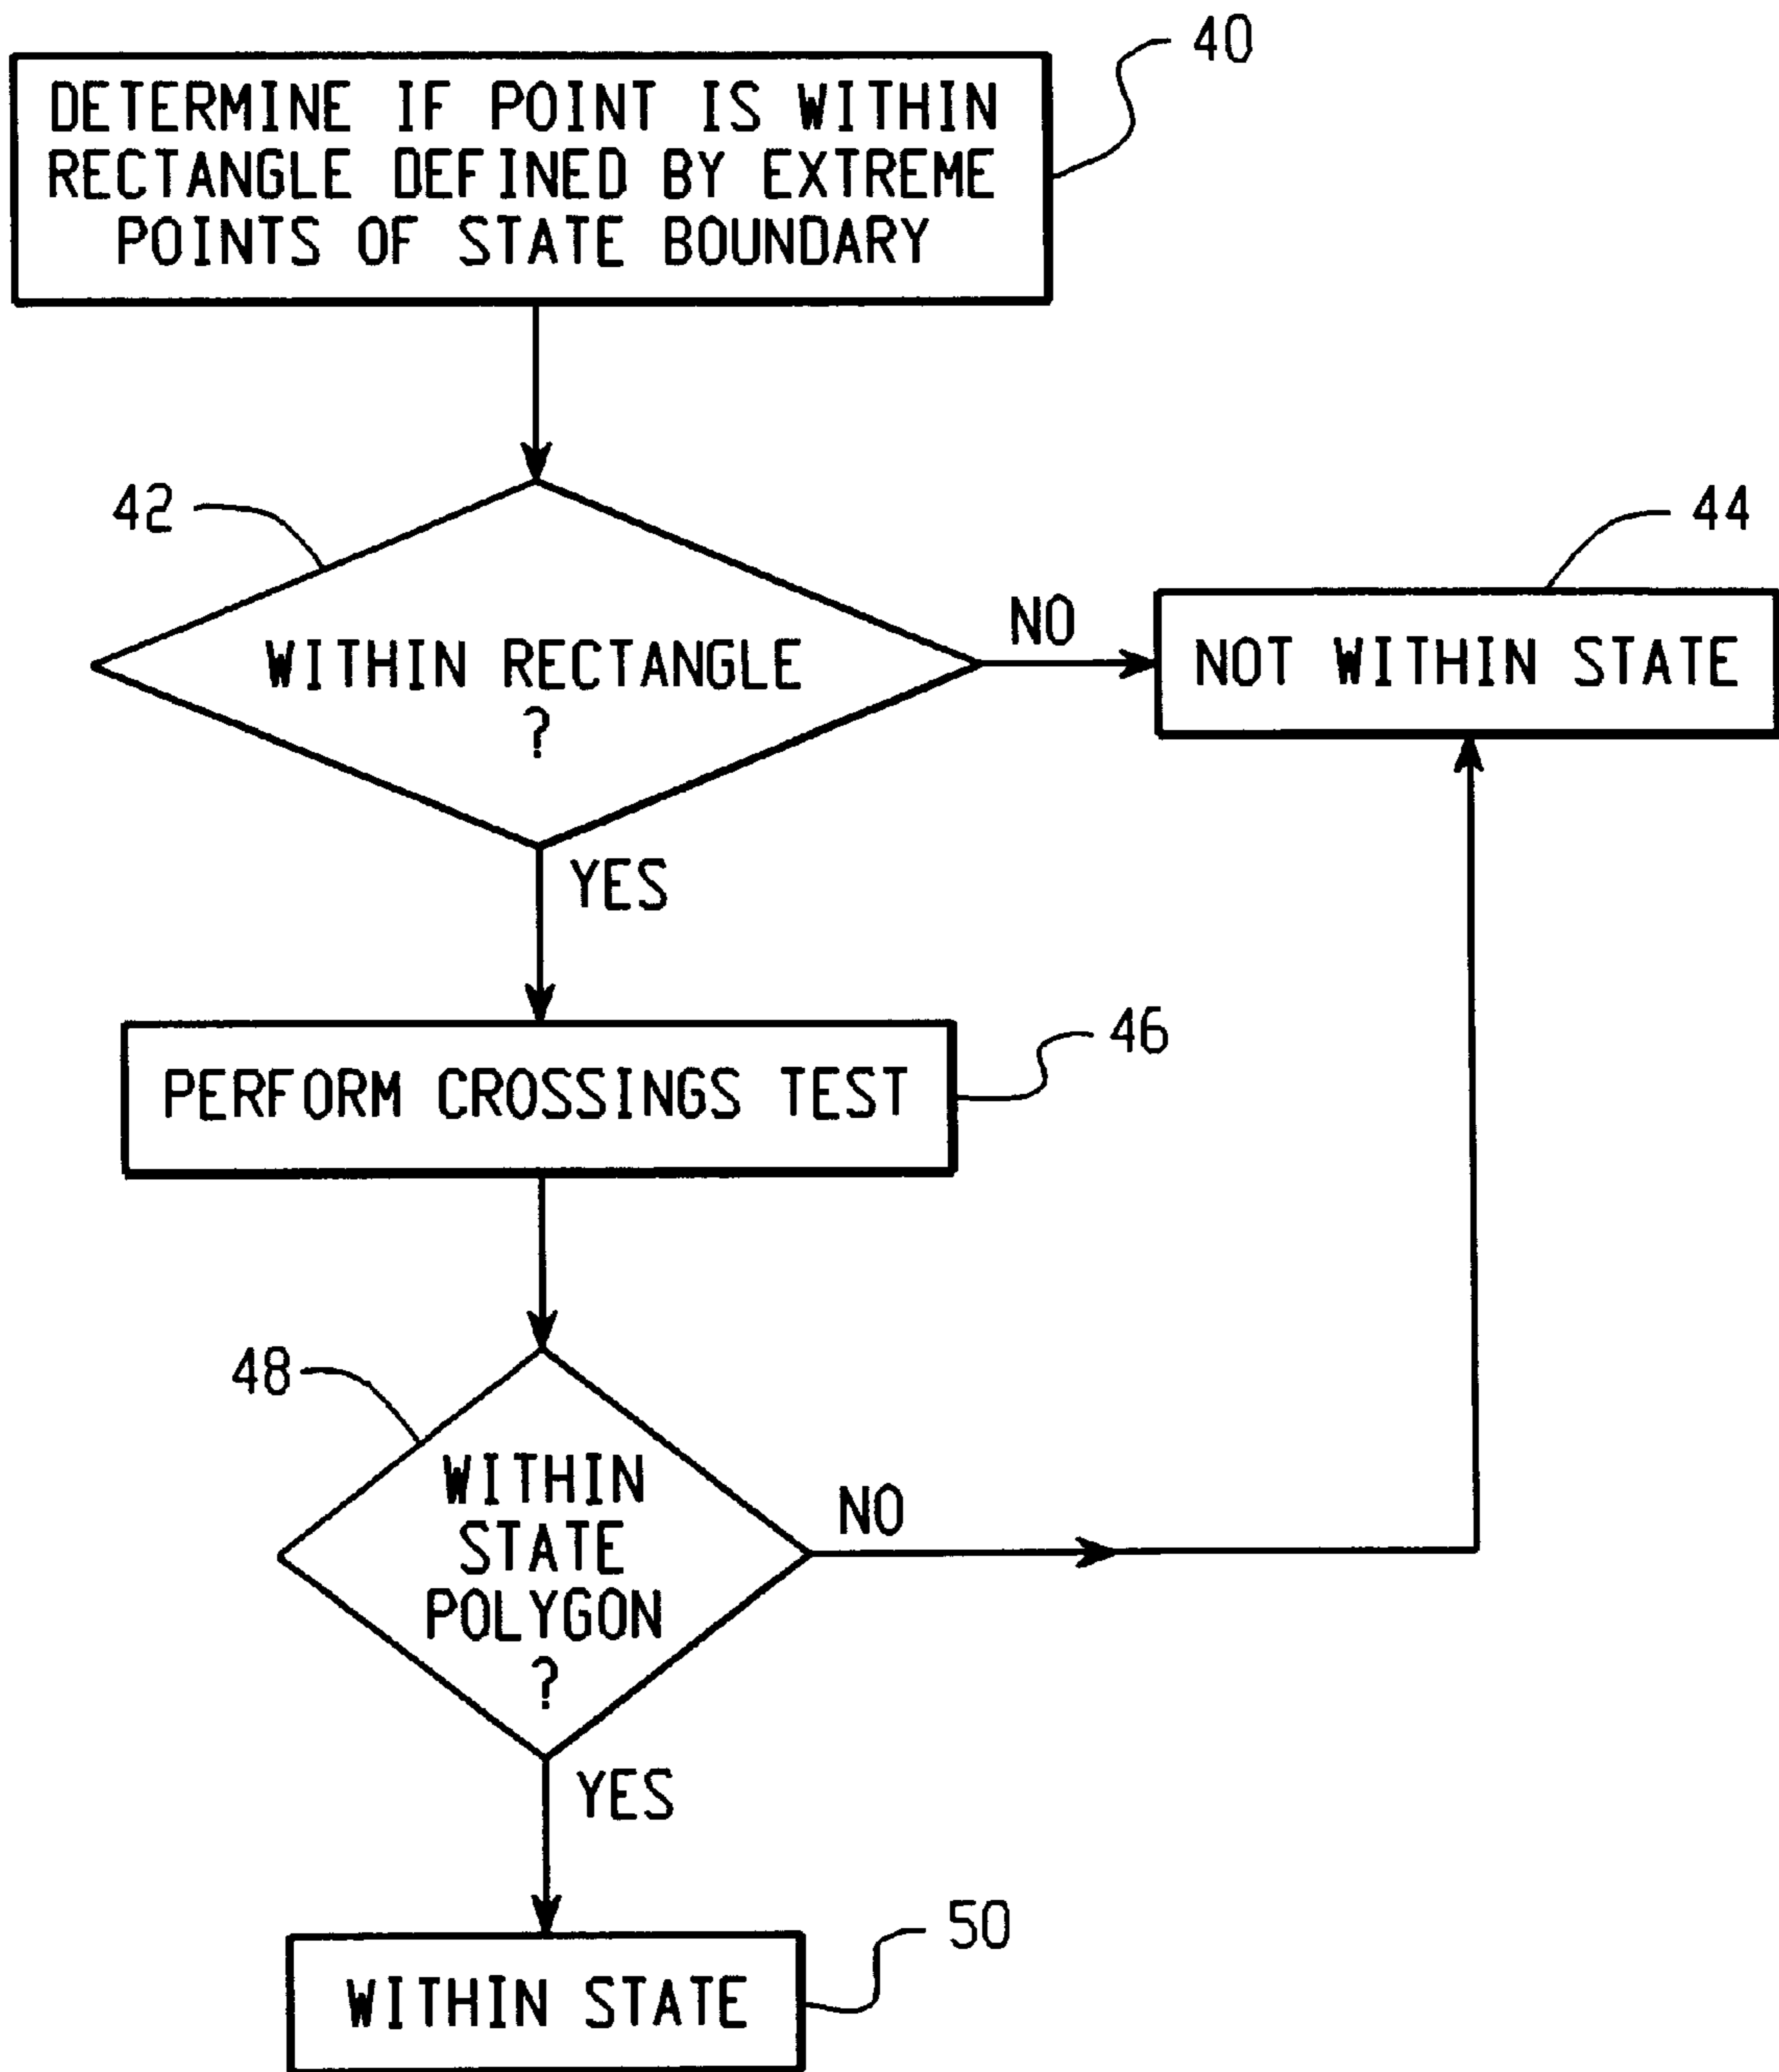 40
DETERMINE IF POINT IS WITHIN
RECTANGLE DEFINED BY EXTREME
POINTS OF STATE BOUNDARY
42
44
WITHIN RECTANGLE
?
NO
NOT WITHIN STATE
YES
46
PERFORM CROSSINGS TEST
48
WITHIN
STATE
POLYGON
?
NO
YES
50
WITHIN STATE